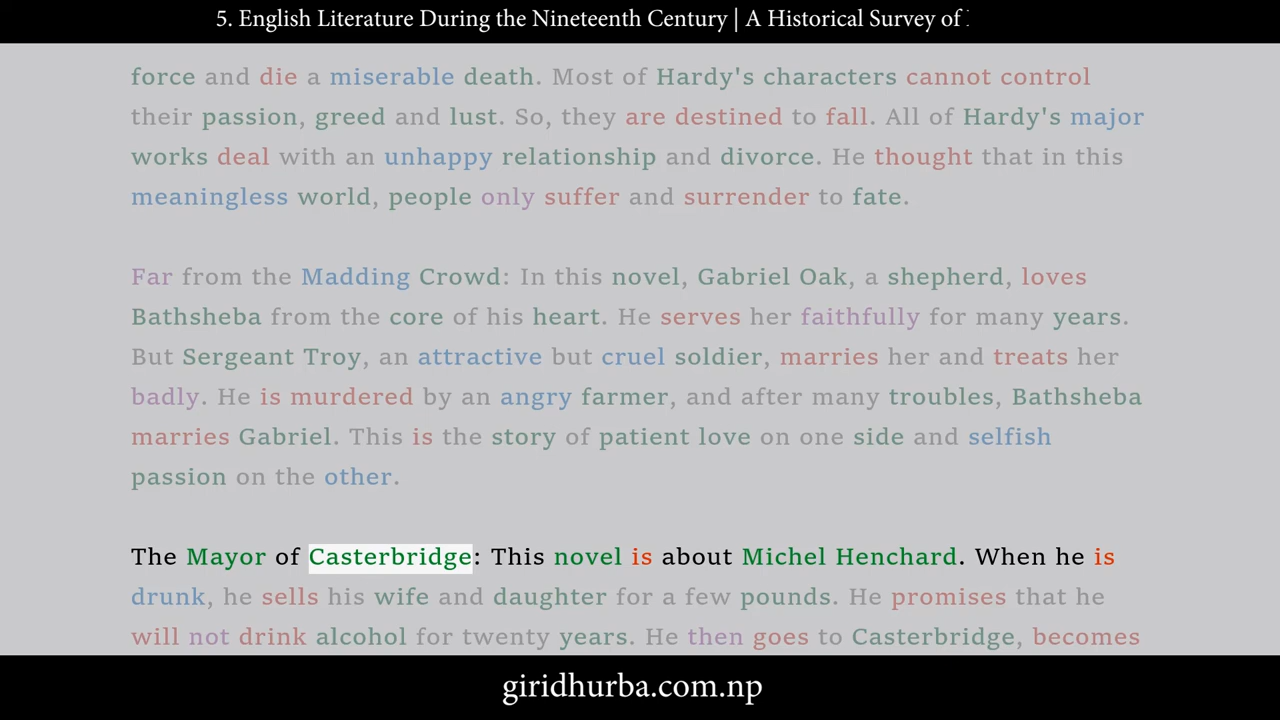 5. English Literature During the Nineteenth Century | A Historical Survey of
force and die a miserable death. Most of Hardy's characters cannot control
their passion, greed and lust. So, they are destined to fall. All of Hardy's major
works deal with an unhappy relationship and divorce. He thought that in this
meaningless world, people only suffer and surrender to fate.
Far from the Madding Crowd: In this novel, Gabriel Oak, a shepherd, loves
Bathsheba from the core of his heart. He serves her faithfully for many years.
But Sergeant Troy, an attractive but cruel soldier, marries her and treats her
badly. He is murdered by an angry farmer, and after many troubles, Bathsheba
marries Gabriel. This is the story of patient love on one side and selfish
passion on the other.
The Mayor of Casterbridge: This novel is about Michel Henchard. When he is
drunk, he sells his wife and daughter for a few pounds. He promises that he
will not drink alcohol for twenty years. He then goes to Casterbridge, becomes
giridhurba.com.np